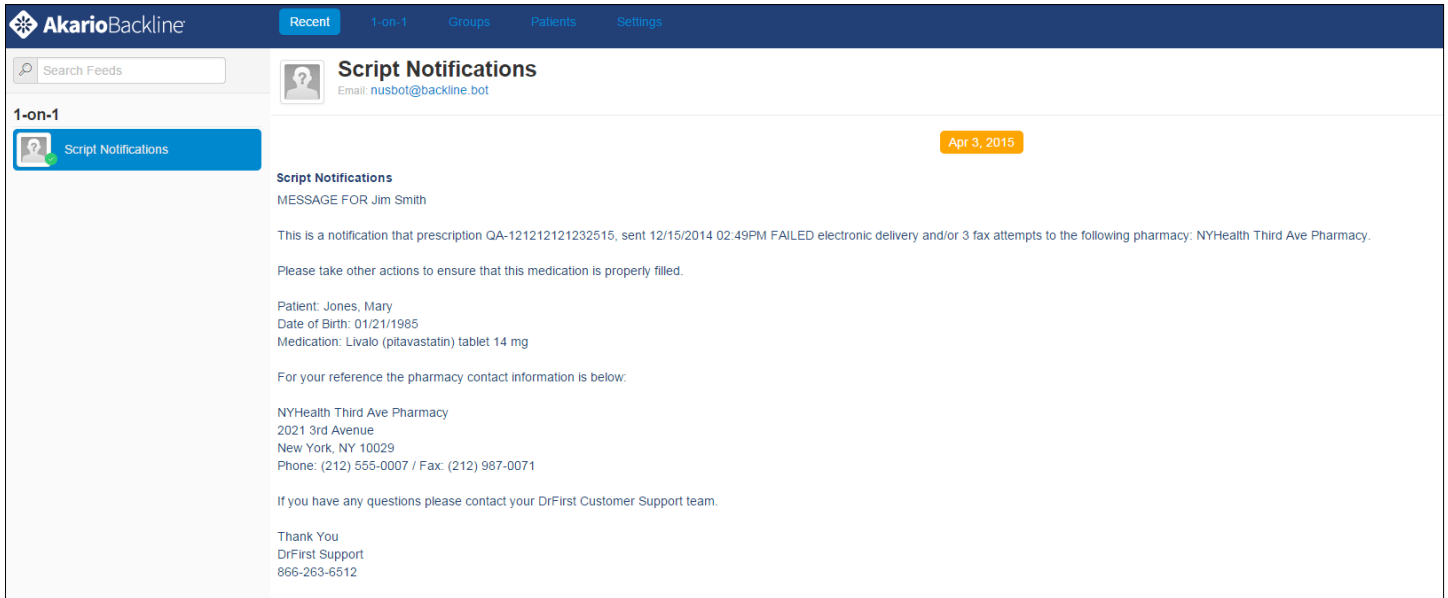 AkarioBackline
Recent 1-on-1 Groups Patients Settings
Search Feeds
1-on-1
Script Notifications
Script Notifications
Email: nusbot@backline.bot
Apr 3, 2015
Script Notifications
MESSAGE FOR Jim Smith
This is a notification that prescription QA-121212121232515, sent 12/15/2014 02:49PM FAILED electronic delivery and/or 3 fax attempts to the following pharmacy: NYHealth Third Ave Pharmacy.
Please take other actions to ensure that this medication is properly filled.
Patient: Jones, Mary
Date of Birth: 01/21/1985
Medication: Livalo (pitavastatin) tablet 14 mg
For your reference the pharmacy contact information is below:
NYHealth Third Ave Pharmacy
2021 3rd Avenue
New York, NY 10029
Phone: (212) 555-0007 / Fax: (212) 987-0071
If you have any questions please contact your DrFirst Customer Support team.
Thank You
DrFirst Support
866-263-6512